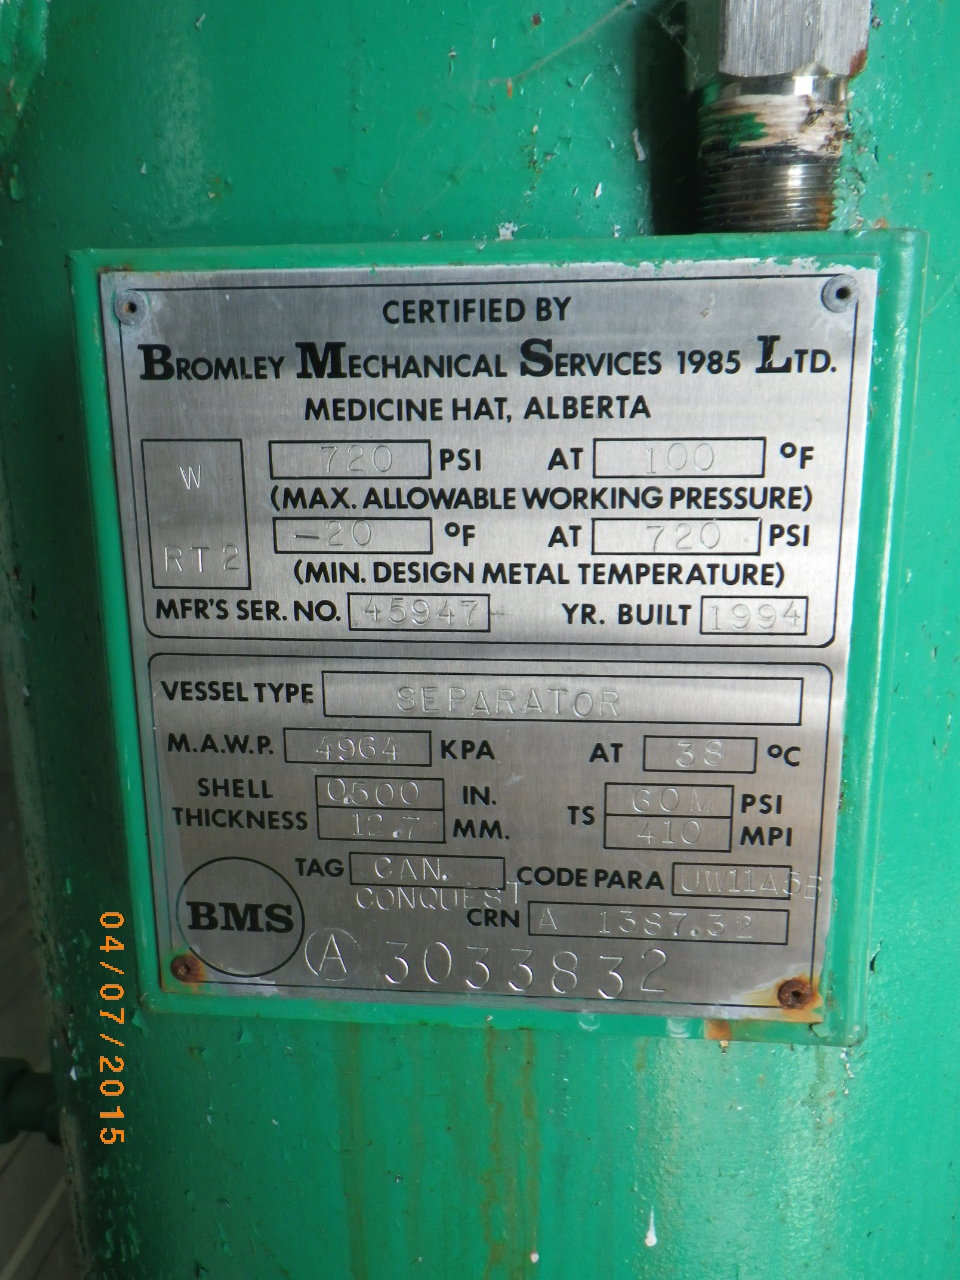 CERTIFIED BY
BROMLEY MECHANICAL SERVICES 1985 LTD.
MEDICINE HAT, ALBERTA
W
RT 2
720 PSI AT 100 °F
(MAX. ALLOWABLE WORKING PRESSURE)
-20 °F AT 720 PSI
(MIN. DESIGN METAL TEMPERATURE)
MFR'S SER. NO. 45947 YR. BUILT 1994
VESSEL TYPE SEPARATOR
M.A.W.P. 4964 KPA AT 38 °C
SHELL THICKNESS 0.500 IN.
12.7 MM.
TS 60M PSI
410 MPI
TAG CAN. CONQUEST
CODE PARA UW11A5B
CRN A 1387.32
BMS
A 3033832
04/07/2015